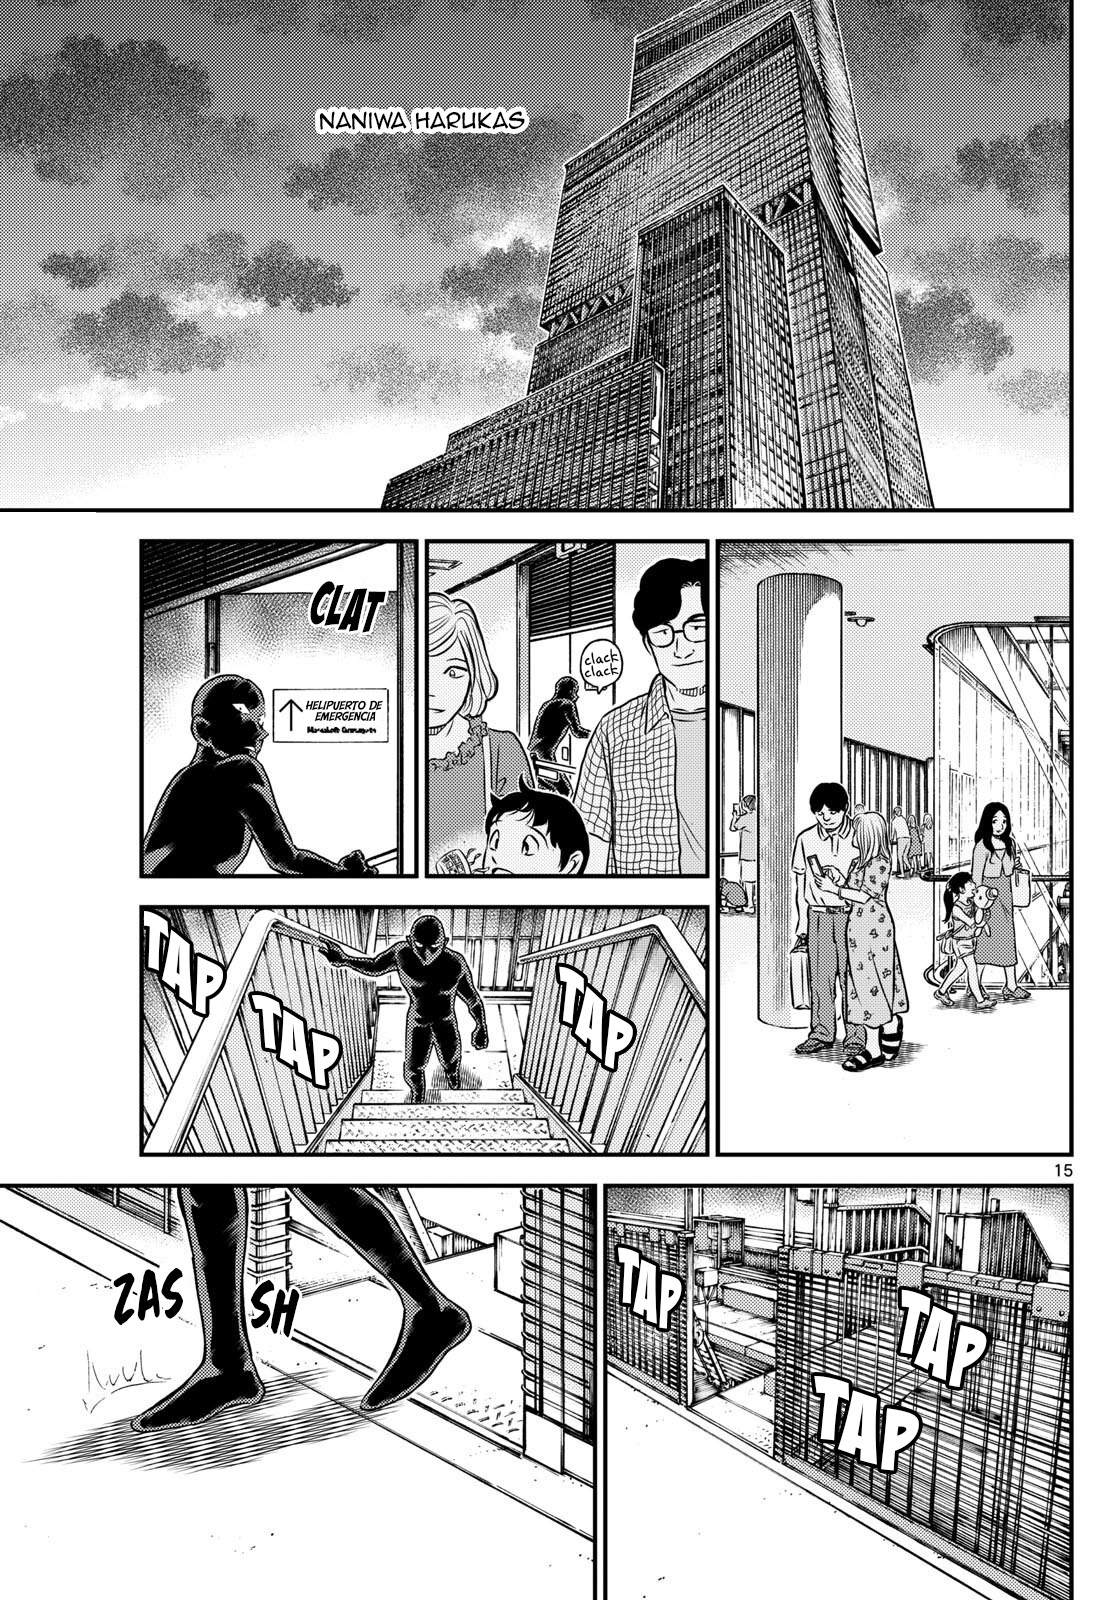 NANIWA HARUKAS
clack
clack
CLAT
HELIPUERTO DE
EMERGENCIA
TAP
TAP
TAP
15
TAP
TAP
TAP
ZAS
SH